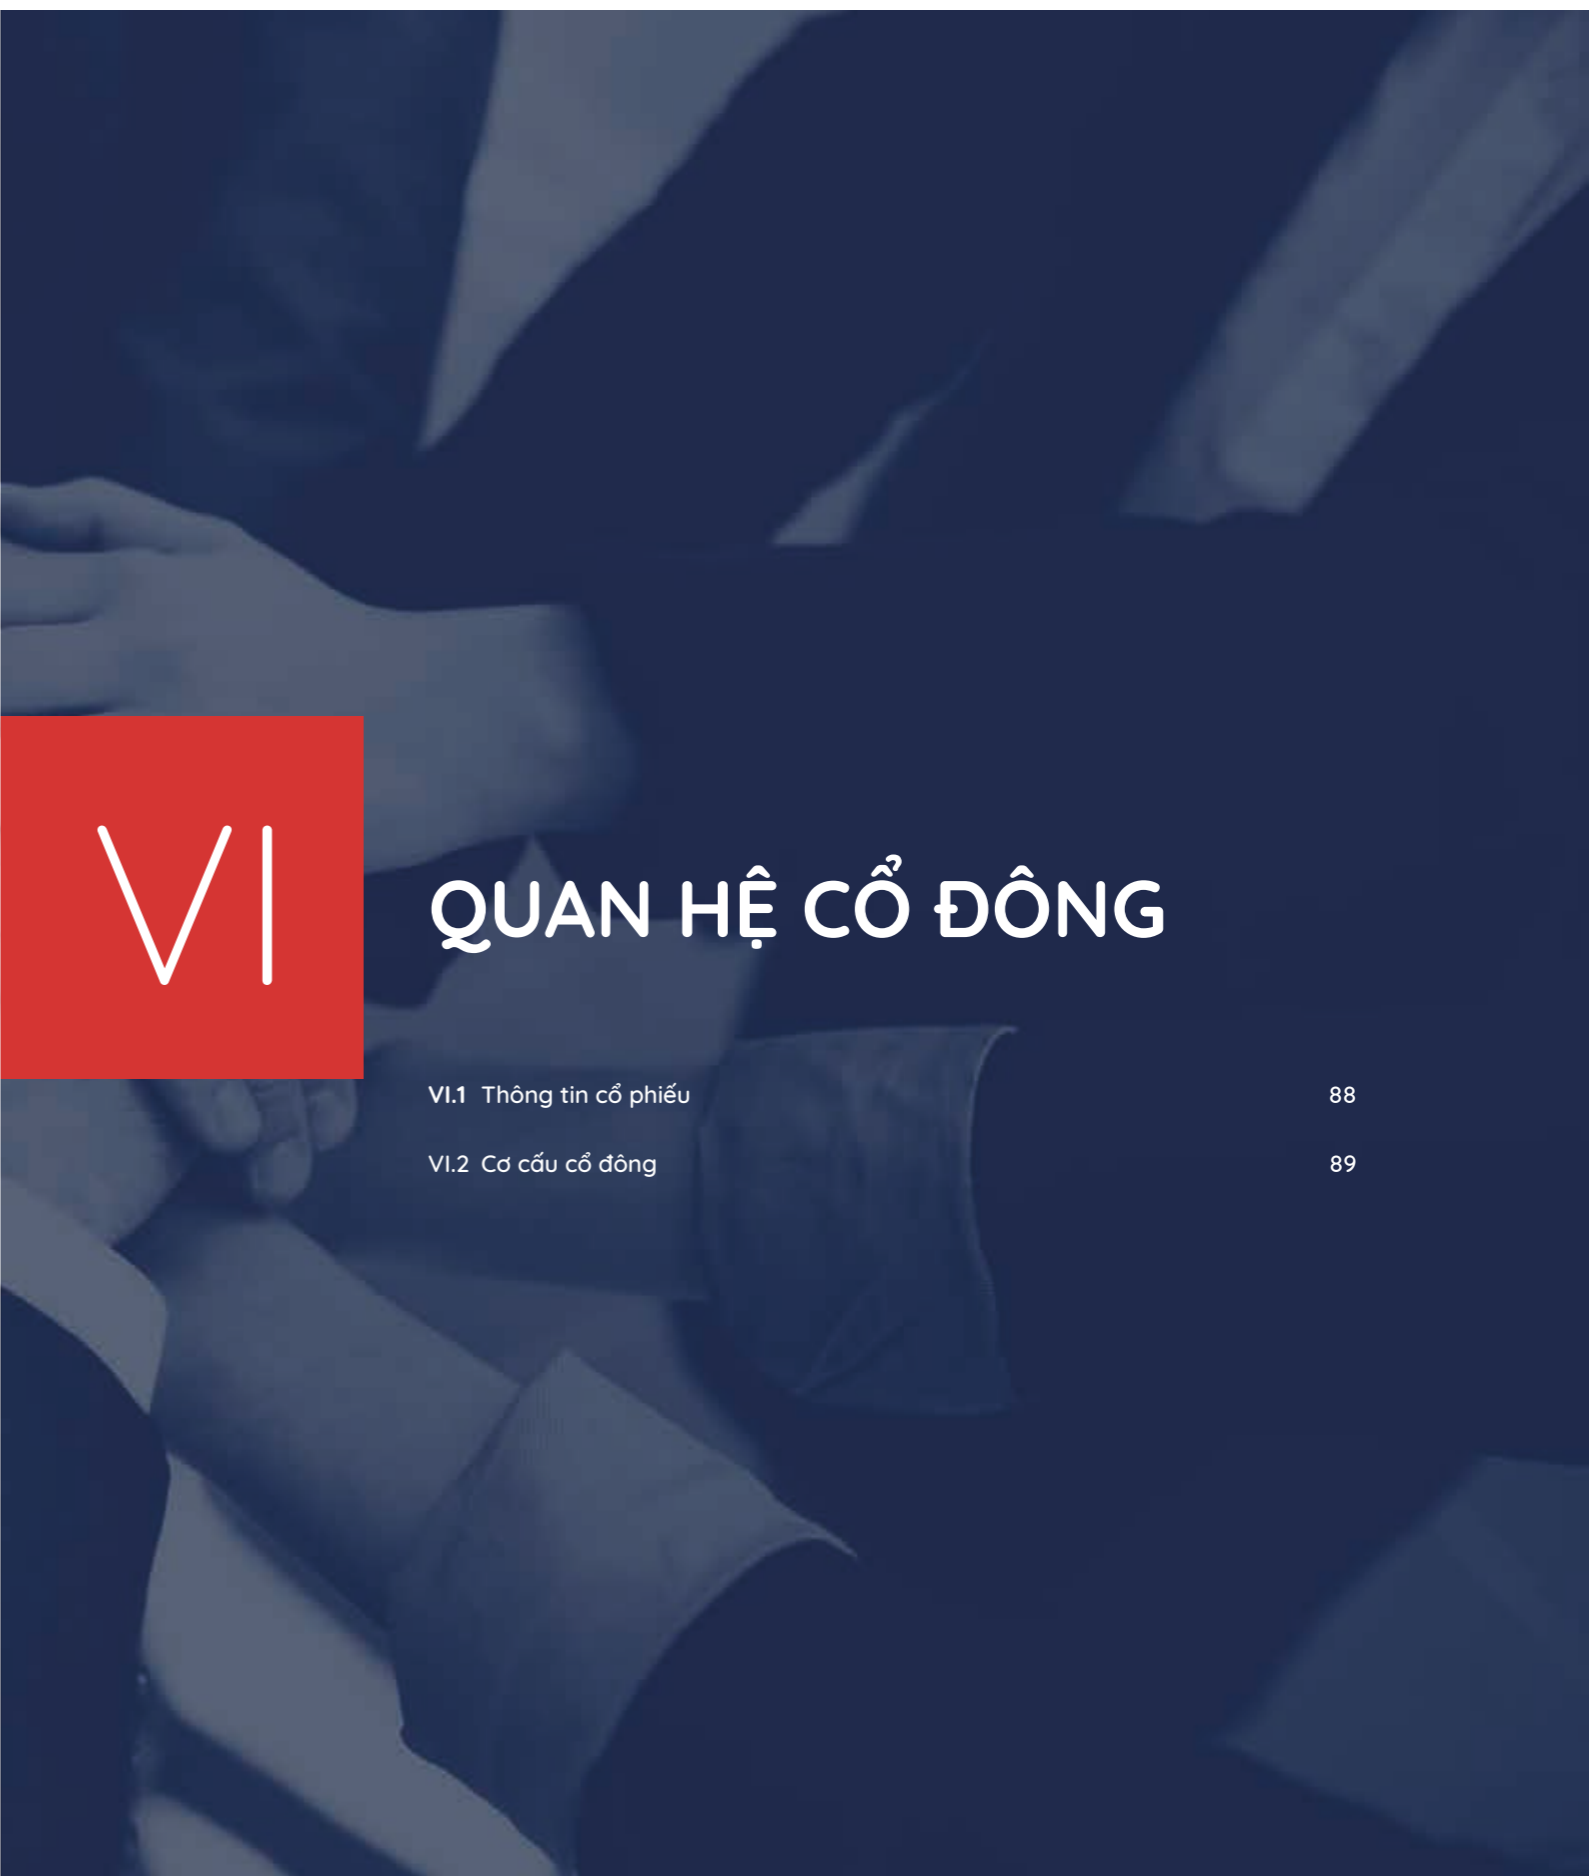 VI
QUAN HỆ CỔ ĐÔNG
VI.1 Thông tin cổ phiếu 88
VI.2 Cơ cấu cổ đông 89